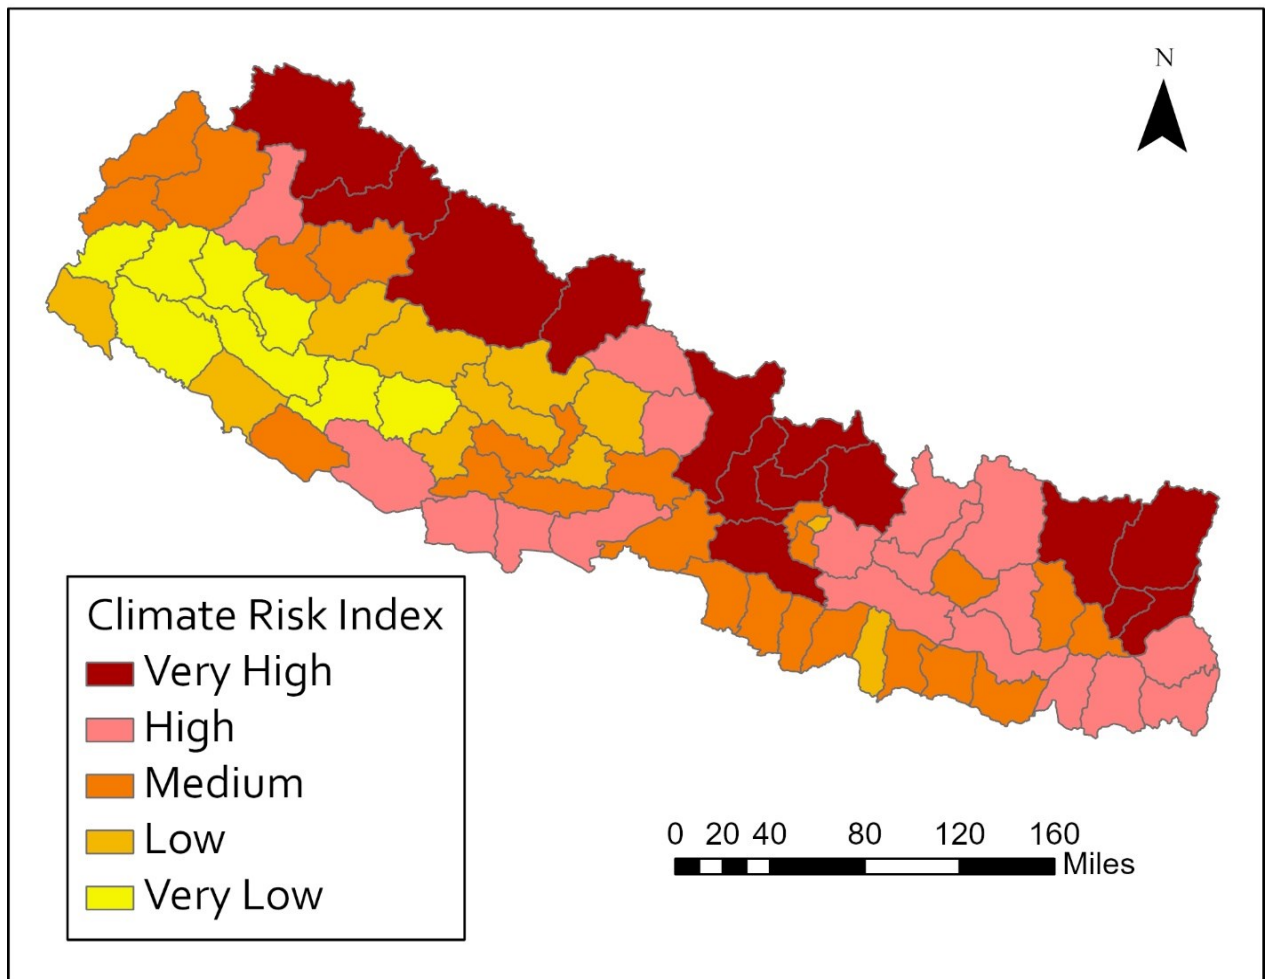 N
Climate Risk Index
Very High
High
Medium
Low
Very Low
0 20 40 80 120 160
Miles